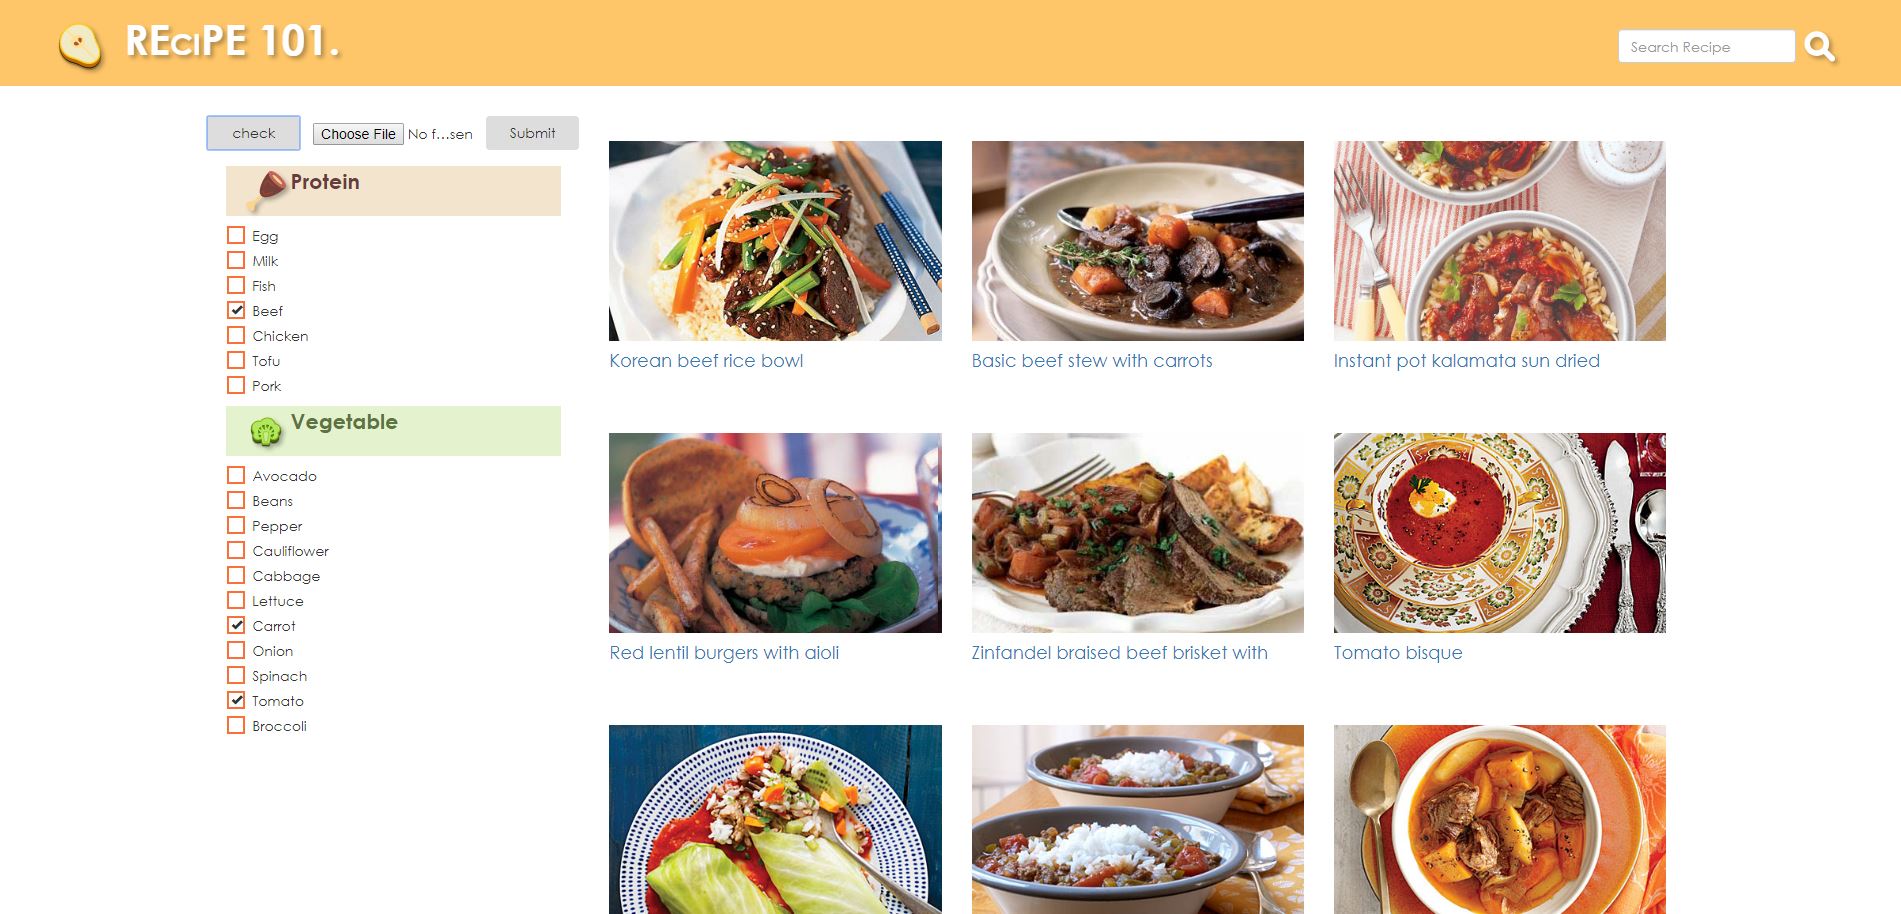 RECIPE 101.
Search Recipe
check
Choose File No f...sen
Submit
Protein
Egg
Milk
Fish
Beef
Chicken
Tofu
Pork
Vegetable
Avocado
Beans
Pepper
Cauliflower
Cabbage
Lettuce
Carrot
Onion
Spinach
Tomato
Broccoli
Korean beef rice bowl
Basic beef stew with carrots
Instant pot kalamata sun dried
Red lentil burgers with aioli
Zinfandel braised beef brisket with
Tomato bisque